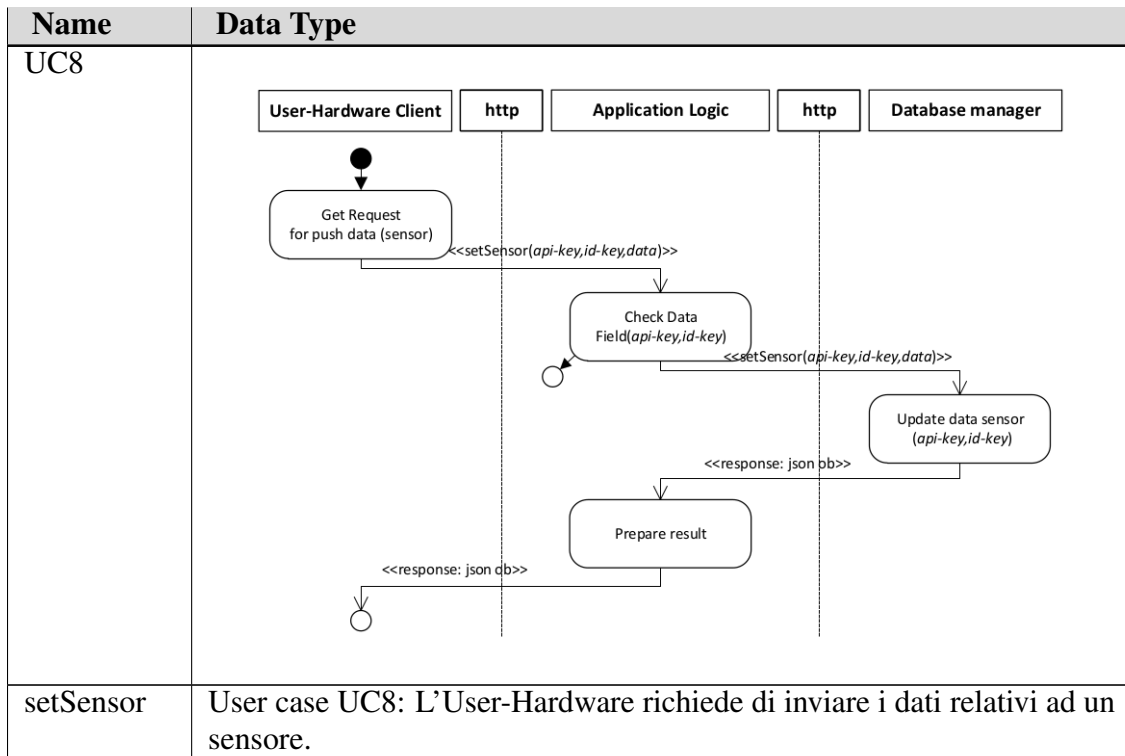 Name Data Type
UC8
User-Hardware Client http Application Logic http Database manager
Get Request
for push data (sensor)
<<setSensor(api-key,id-key,data)>>
Check Data
Field(api-key,id-key)
<<setSensor(api-key,id-key,data)>>
Update data sensor
(api-key,id-key)
<<response: json ob>>
Prepare result
<<response: json ob>>
setSensor User case UC8: L'User-Hardware richiede di inviare i dati relativi ad un
sensore.